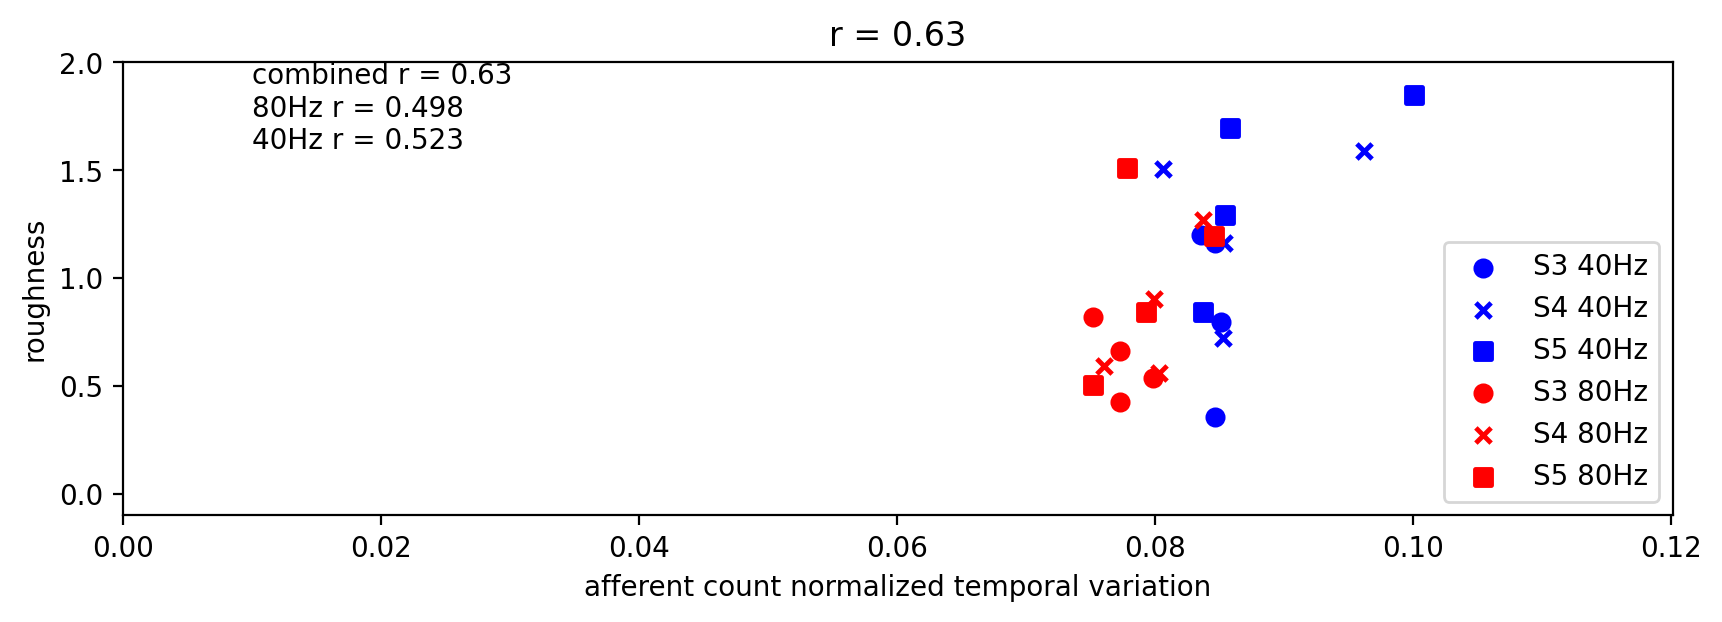 r = 0.63
combined r = 0.63
80Hz r = 0.498
40Hz r = 0.523
2.0
1.5
1.0
0.5
0.0
roughness
S3 40Hz
S4 40Hz
S5 40Hz
S3 80Hz
S4 80Hz
S5 80Hz
0.00 0.02 0.04 0.06 0.08 0.10 0.12
afferent count normalized temporal variation